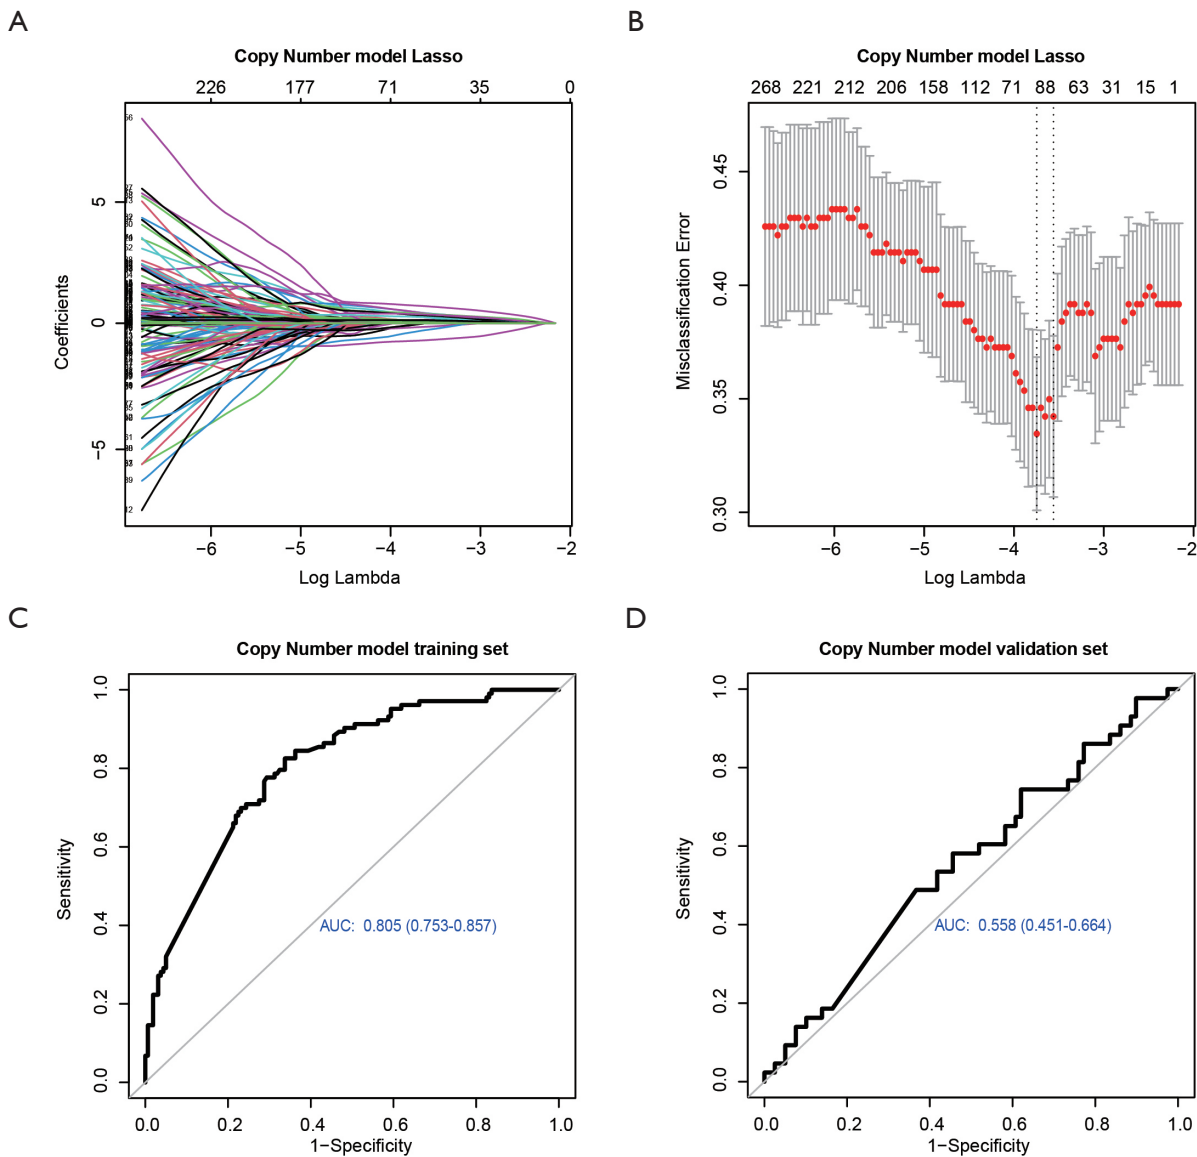 A
Copy Number model Lasso
226 177 71 35 0
Coefficients
5
0
−5
−6 −5 −4 −3 −2
Log Lambda
B
Copy Number model Lasso
268 221 212 206 158 112 71 88 63 31 15 1
Misclassification Error
0.45
0.40
0.35
0.30
−6 −5 −4 −3 −2
Log Lambda
C
Copy Number model training set
Sensitivity
1.0
0.8
0.6
0.4
0.2
0.0
AUC: 0.805 (0.753-0.857)
0.0 0.2 0.4 0.6 0.8 1.0
1−Specificity
D
Copy Number model validation set
Sensitivity
1.0
0.8
0.6
0.4
0.2
0.0
AUC: 0.558 (0.451-0.664)
0.0 0.2 0.4 0.6 0.8 1.0
1−Specificity